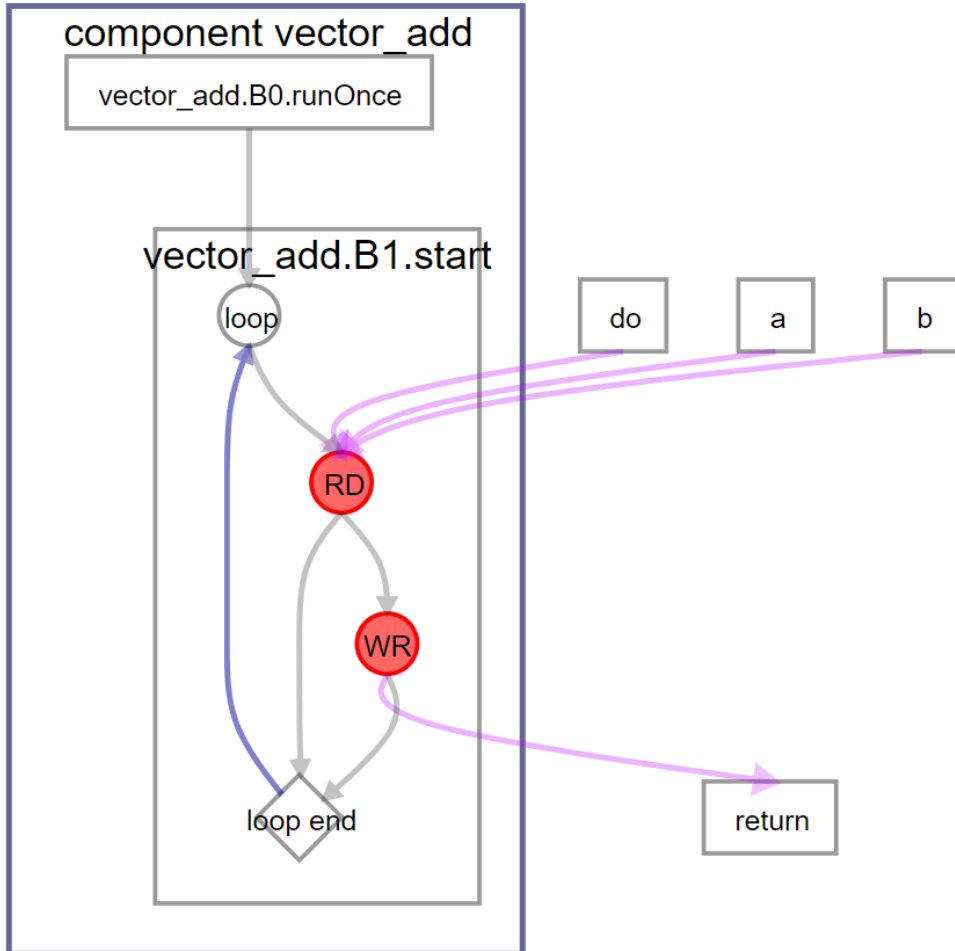 component vector_add
vector_add.B0.runOnce
vector_add.B1.start
loop
do
a
b
RD
WR
loop end
return